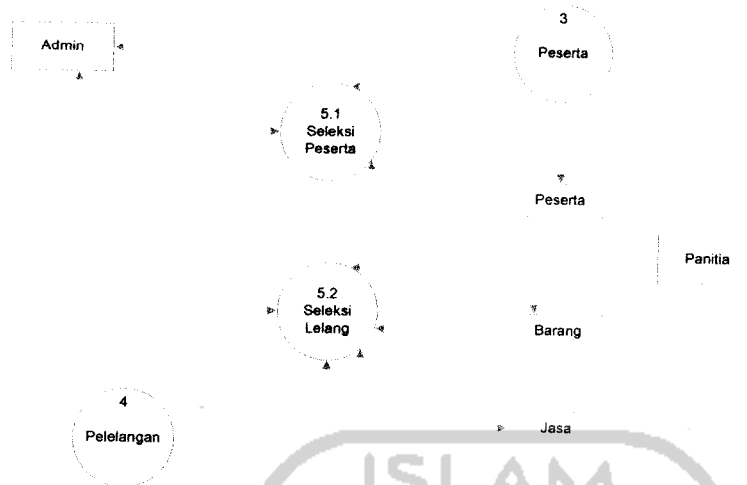 Admin
3
Peserta
5.1
Seleksi
Peserta
Peserta
Panitia
5.2
Seleksi
Lelang
Barang
4
Pelelangan
Jasa
ISLAM